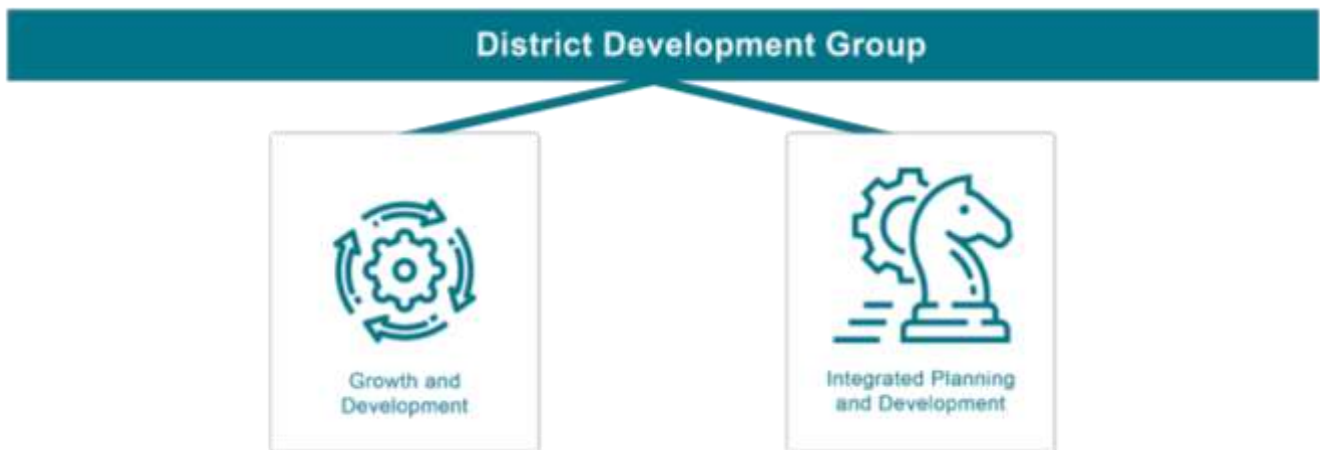 District Development Group
Growth and
Development
Integrated Planning
and Development